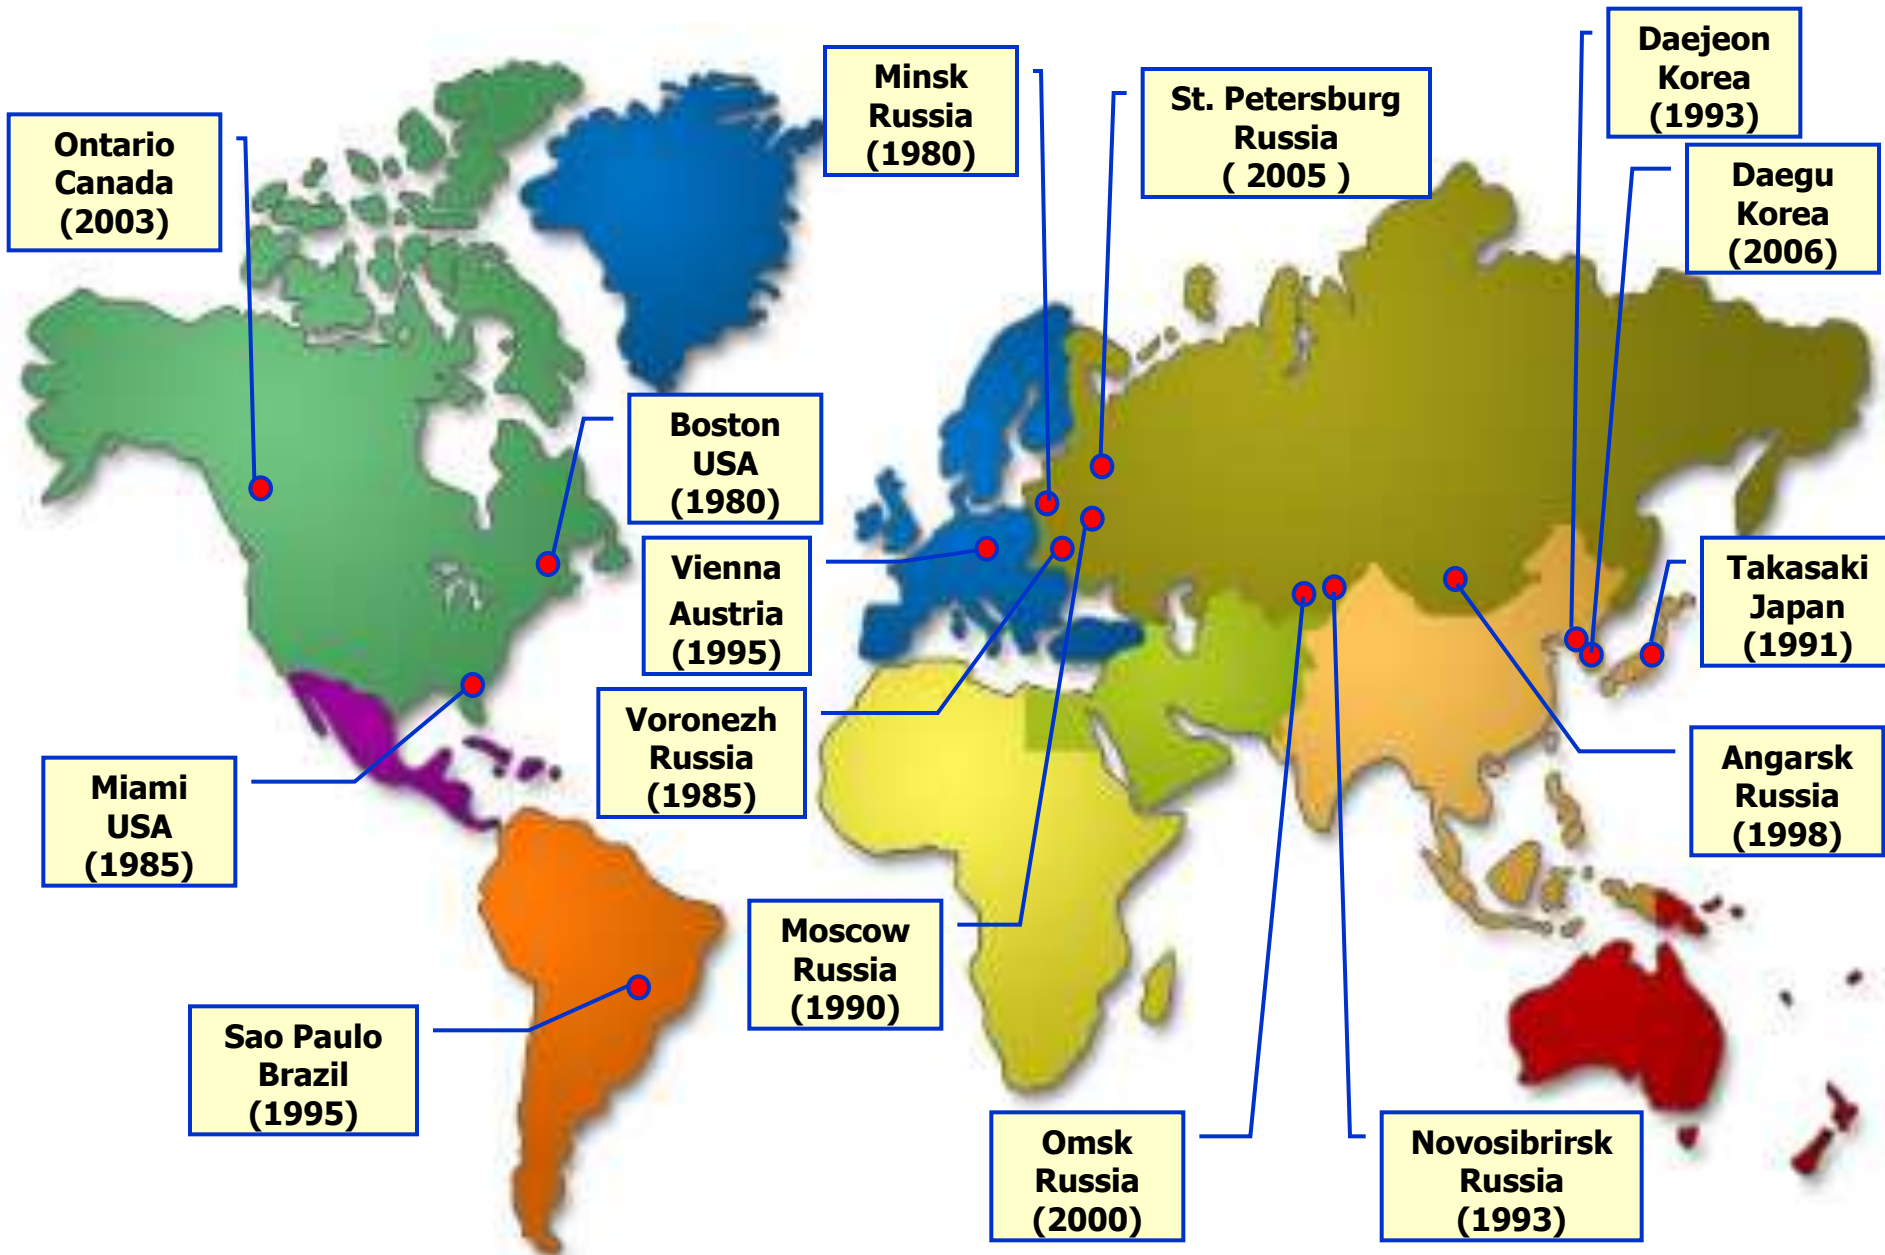 Daejeon
Korea
(1993)
Minsk
Russia
(1980)
St. Petersburg
Russia
( 2005 )
Ontario
Canada
(2003)
Daegu
Korea
(2006)
Boston
USA
(1980)
Vienna
Austria
(1995)
Takasaki
Japan
(1991)
Voronezh
Russia
(1985)
Angarsk
Russia
(1998)
Miami
USA
(1985)
Moscow
Russia
(1990)
Sao Paulo
Brazil
(1995)
Omsk
Russia
(2000)
Novosibrirsk
Russia
(1993)